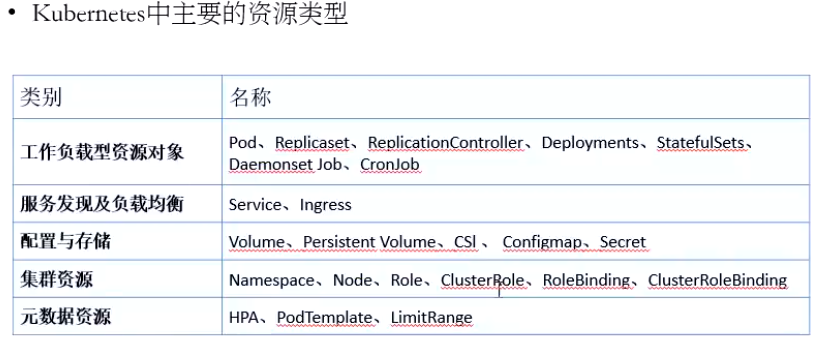 • Kubernetes中主要的资源类型
类别 名称
工作负载型资源对象 Pod、Replicaset、ReplicationController、Deployments、StatefulSets、
Daemonset Job、CronJob
服务发现及负载均衡 Service、Ingress
配置与存储 Volume、Persistent Volume、CSl 、 Configmap、Secret
集群资源 Namespace、Node、Role、ClusterRole、RoleBinding、ClusterRoleBinding
元数据资源 HPA、PodTemplate、LimitRange